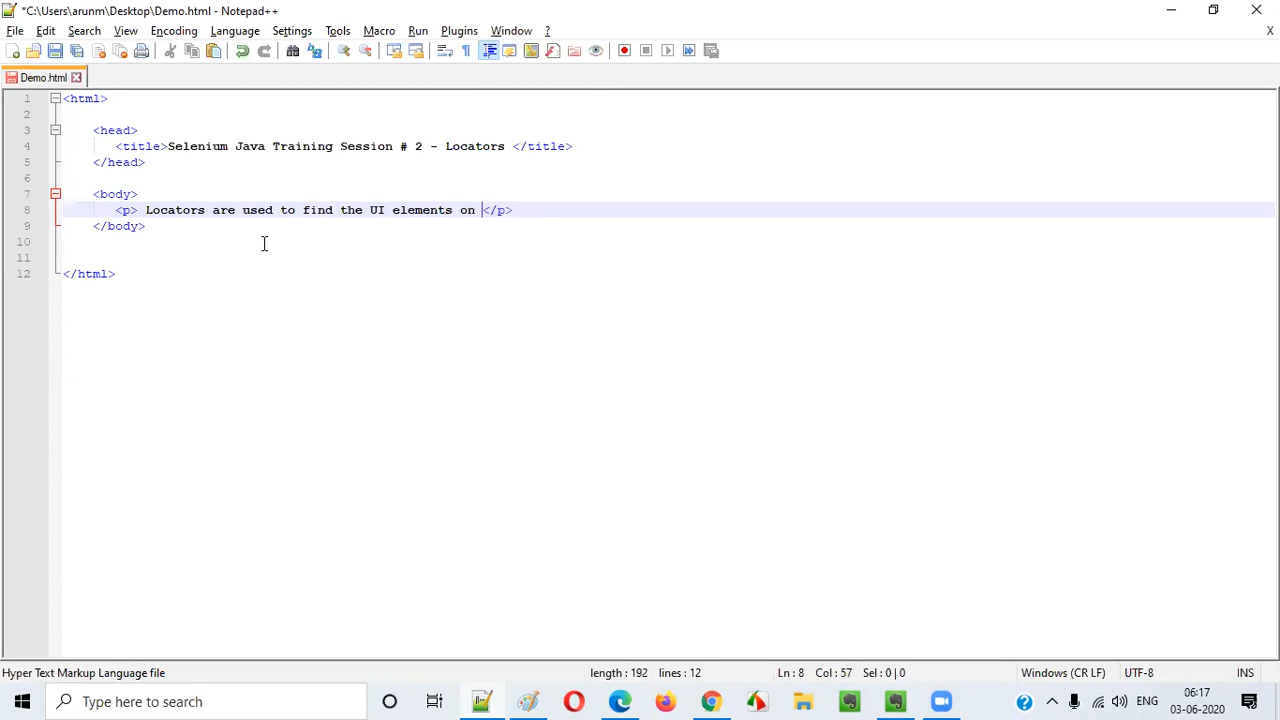 *C:\Users\arunm\Desktop\Demo.html - Notepad++
File Edit Search View Encoding Language Settings Tools Macro Run Plugins Window ?
X
Demo.html
1 <html>
2
3 <head>
4 <title>Selenium Java Training Session # 2 - Locators </title>
5 </head>
6
7 <body>
8 <p> Locators are used to find the UI elements on </p>
9 </body>
10
11
12 </html>
Hyper Text Markup Language file length : 192 lines : 12 Ln : 8 Col : 57 Sel : 0 | 0 Windows (CR LF) UTF-8 INS
Type here to search ENG 06:17
03-06-2020